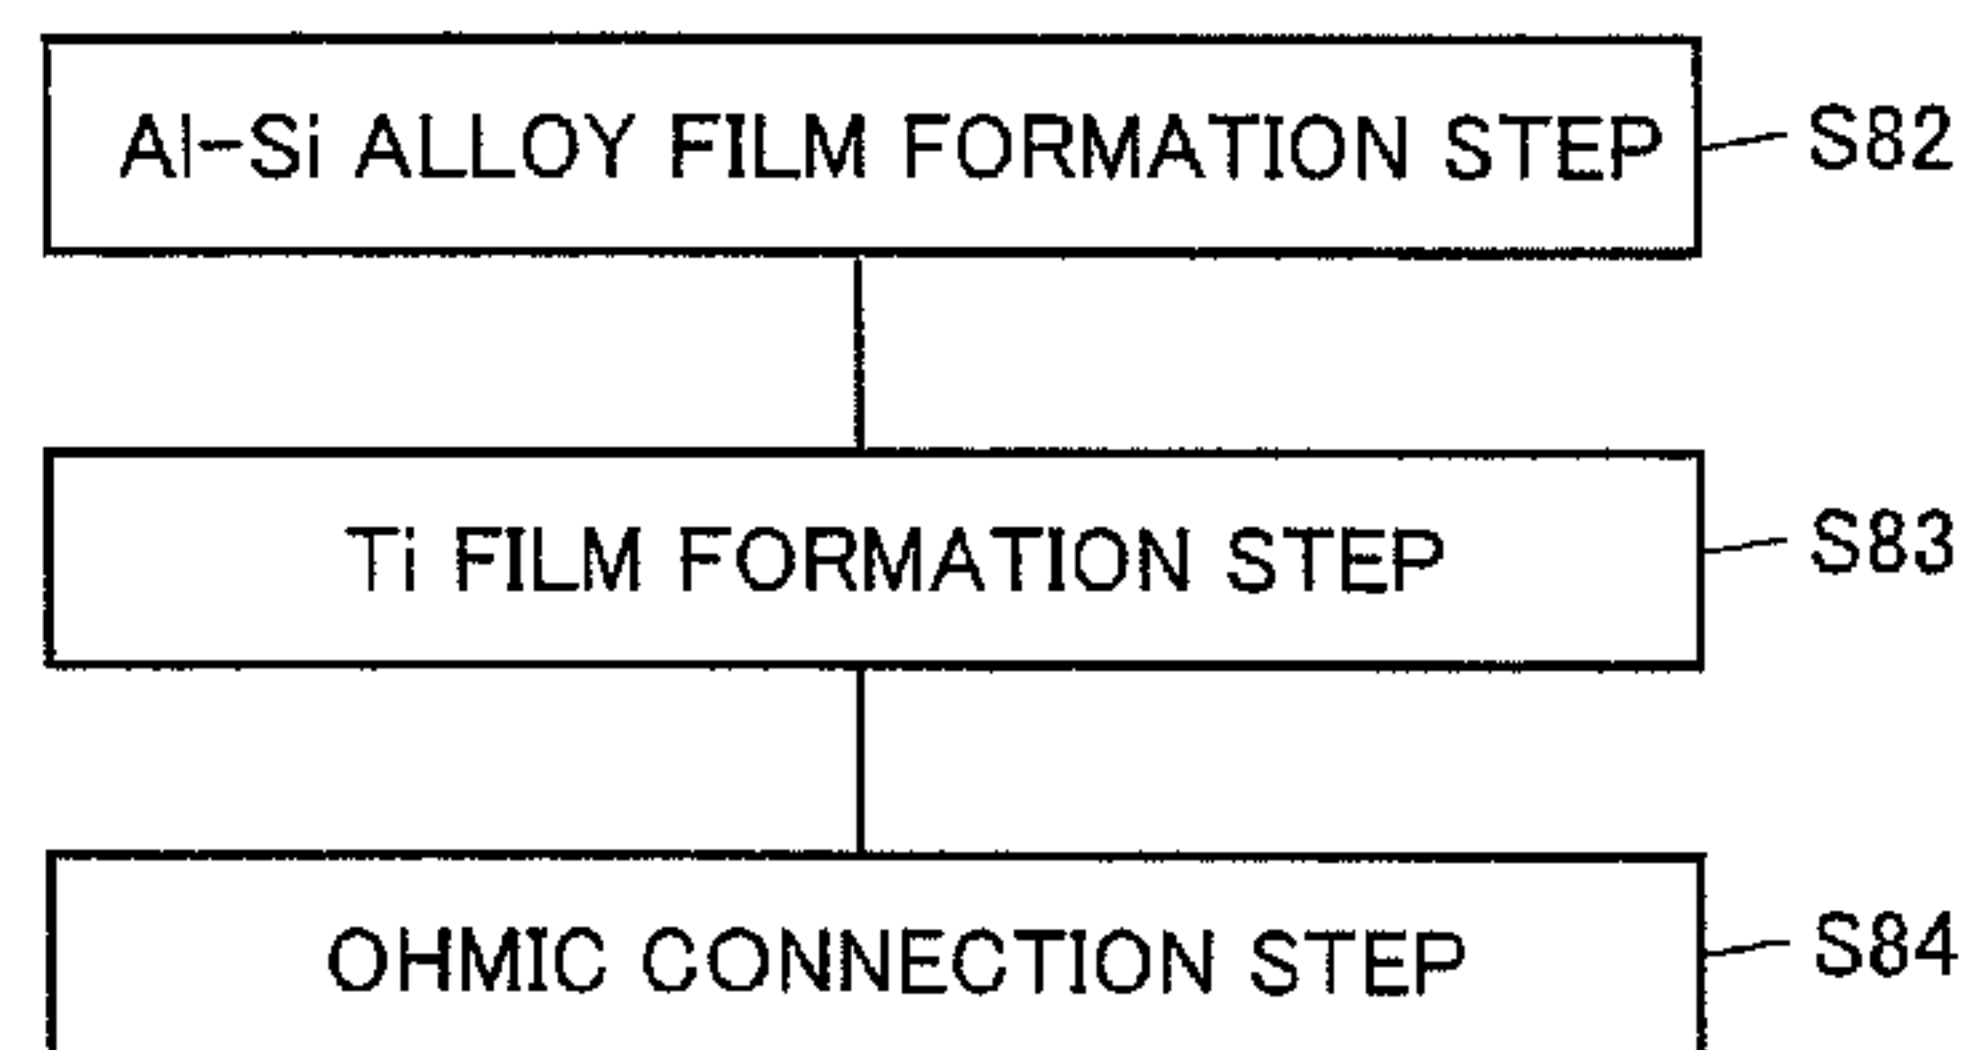 Al-Si ALLOY FILM FORMATION STEP S82
Ti FILM FORMATION STEP S83
OHMIC CONNECTION STEP S84